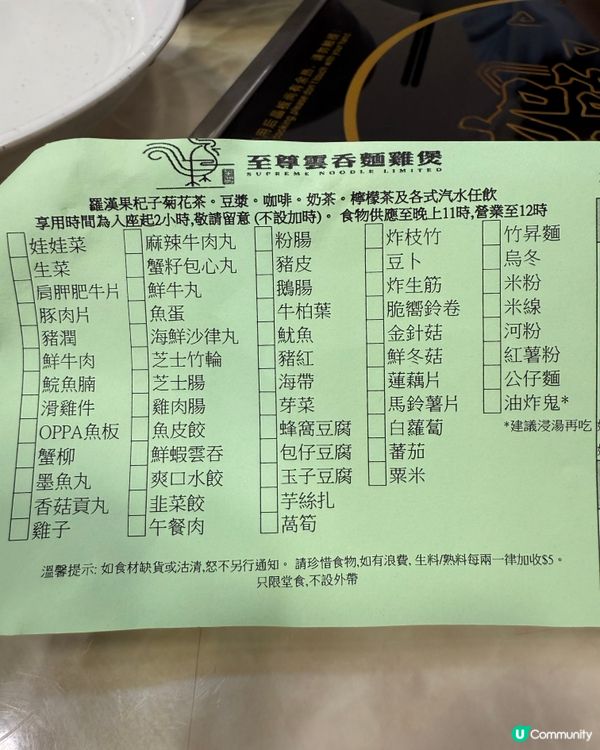 至尊雲吞麵雞煲
SUPREME NOODLE LIMITED
羅漢果杞子菊花茶。豆漿。咖啡。奶茶。檸檬茶及各式汽水任飲
享用時間為入座起2小時,敬請留意 (不設加時)。 食物供應至晚上11時,營業至12時
娃娃菜
生菜
肩胛肥牛片
豚肉片
豬潤
鮮牛肉
鯇魚腩
滑雞件
OPPA魚板
蟹柳
墨魚丸
香菇貢丸
雞子
麻辣牛肉丸
蟹籽包心丸
鮮牛丸
魚蛋
海鮮沙律丸
芝士竹輪
芝士腸
雞肉腸
魚皮餃
鮮蝦雲吞
爽口水餃
韭菜餃
午餐肉
粉腸
豬皮
鵝腸
牛柏葉
魷魚
豬紅
海帶
芽菜
蜂窩豆腐
包仔豆腐
玉子豆腐
芋絲扎
萵筍
炸枝竹
豆卜
炸生筋
脆嚮鈴卷
金針菇
鮮冬菇
蓮藕片
馬鈴薯片
白蘿蔔
番茄
粟米
竹昇麵
烏冬
米粉
米線
河粉
紅薯粉
公仔麵
油炸鬼*
*建議浸湯再吃
溫馨提示: 如食材缺貨或沽清,恕不另行通知。 請珍惜食物,如有浪費, 生料/熟料每兩一律加收$5。
只限堂食,不設外帶
U Community